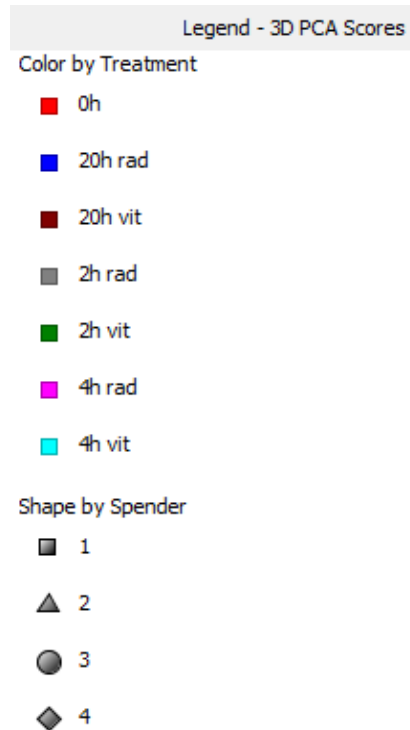 Legend - 3D PCA Scores
Color by Treatment
0h
20h rad
20h vit
2h rad
2h vit
4h rad
4h vit
Shape by Spender
1
2
3
4